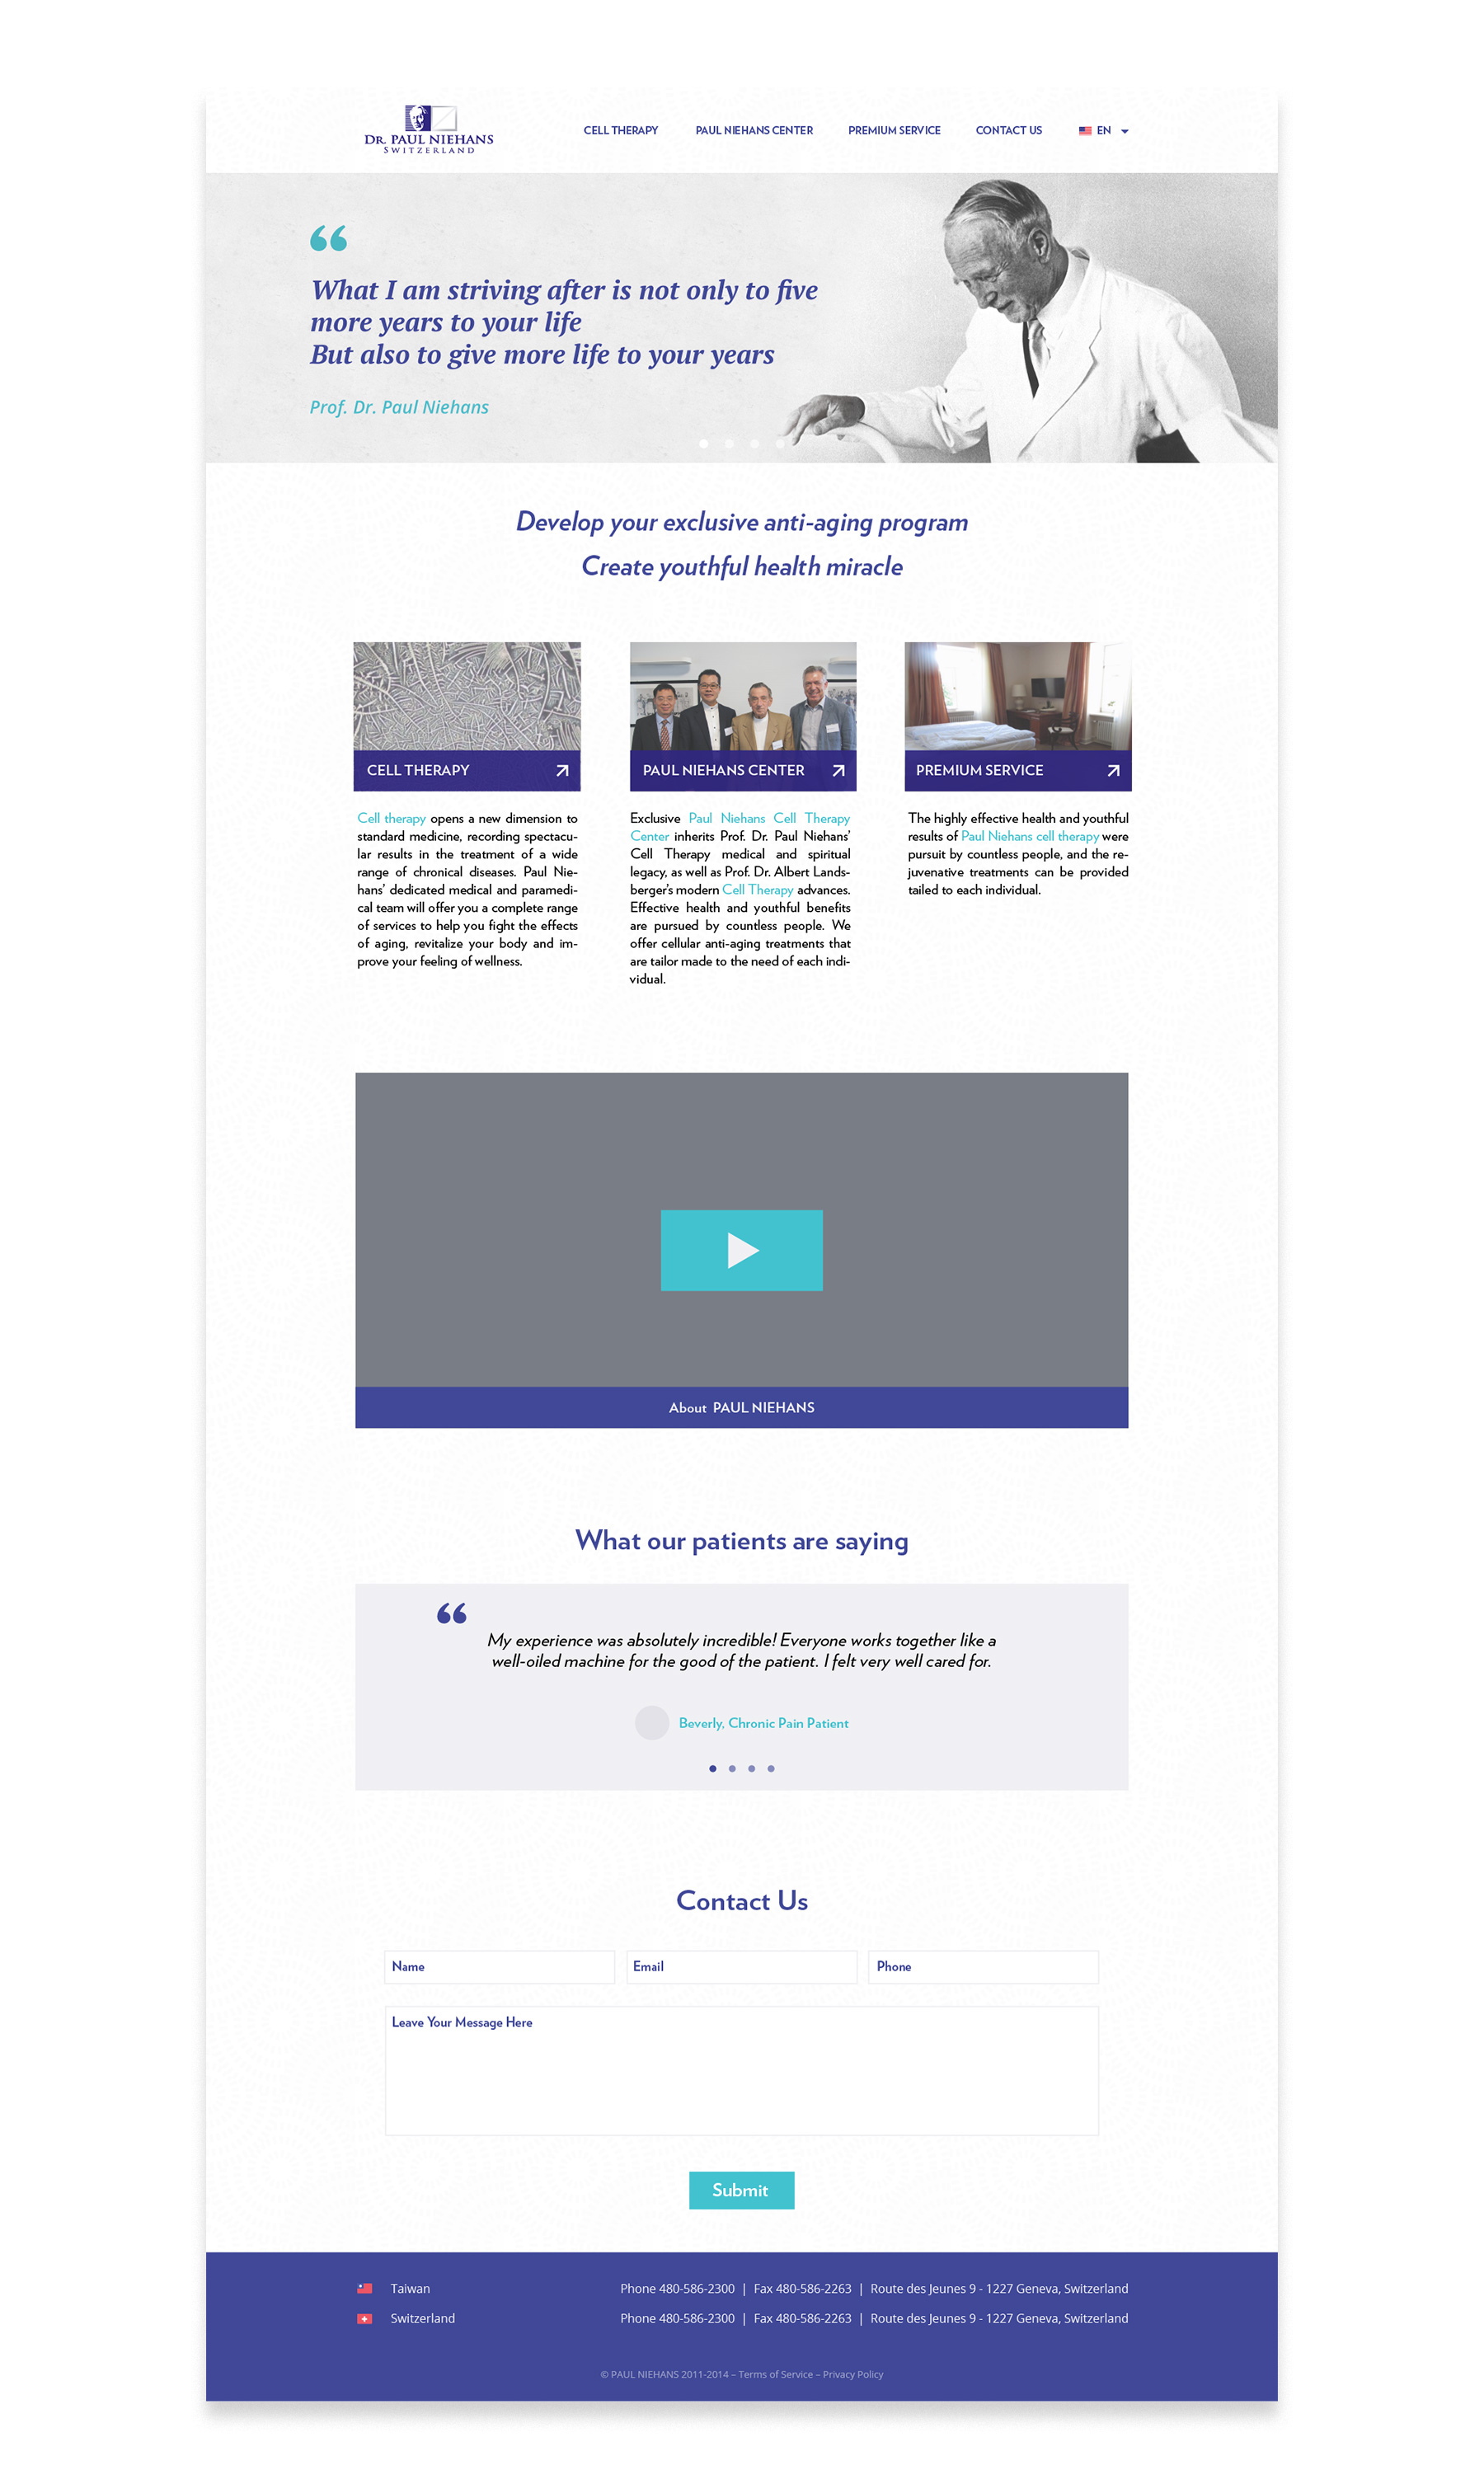 DR. PAUL NIEHANS
SWITZERLAND
CELL THERAPY
PAUL NIEHANS CENTER
PREMIUM SERVICE
CONTACT US
EN
“
What I am striving after is not only to five
more years to your life
But also to give more life to your years
Prof. Dr. Paul Niehans
Develop your exclusive anti-aging program
Create youthful health miracle
CELL THERAPY
Cell therapy opens a new dimension to
standard medicine, recording spectacu-
lar results in the treatment of a wide
range of chronical diseases. Paul Nie-
hans’ dedicated medical and paramedi-
cal team will offer you a complete range
of services to help you fight the effects
of aging, revitalize your body and im-
prove your feeling of wellness.
PAUL NIEHANS CENTER
Exclusive Paul Niehans Cell Therapy
Center inherits Prof. Dr. Paul Niehans’
Cell Therapy medical and spiritual
legacy, as well as Prof. Dr. Albert Lands-
berger’s modern Cell Therapy advances.
Effective health and youthful benefits
are pursued by countless people. We
offer cellular anti-aging treatments that
are tailor made to the need of each indi-
vidual.
PREMIUM SERVICE
The highly effective health and youthful
results of Paul Niehans cell therapy were
pursuit by countless people, and the re-
juvenative treatments can be provided
tailed to each individual.
About PAUL NIEHANS
What our patients are saying
“
My experience was absolutely incredible! Everyone works together like a
well-oiled machine for the good of the patient. I felt very well cared for.
Beverly, Chronic Pain Patient
Contact Us
Name
Email
Phone
Leave Your Message Here
Submit
Taiwan
Phone 480-586-2300 | Fax 480-586-2263 | Route des Jeunes 9 - 1227 Geneva, Switzerland
Switzerland
Phone 480-586-2300 | Fax 480-586-2263 | Route des Jeunes 9 - 1227 Geneva, Switzerland
© PAUL NIEHANS 2011-2014 – Terms of Service – Privacy Policy